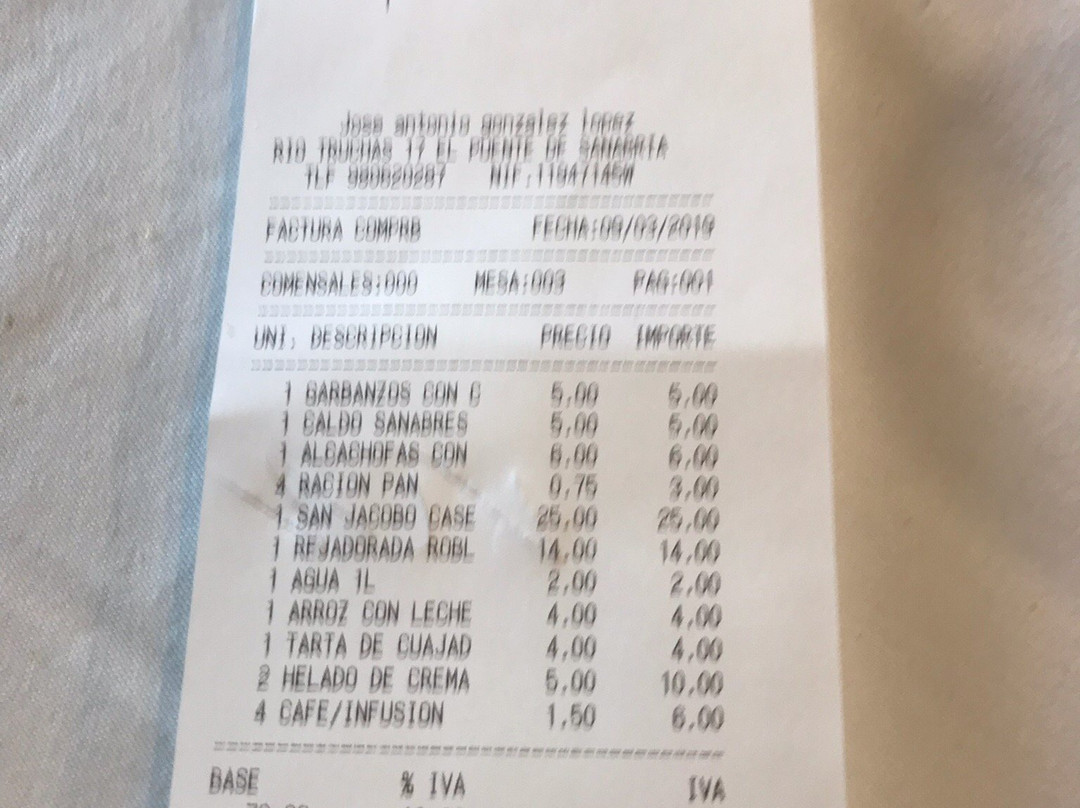 Jose antonio gonzalez lopez
RIO TRUCHAS 17 EL PUENTE DE SANABRIA
TLF 980620287 NIF:11947145W
FACTURA COMPRB FECHA:09/03/2019
COMENSALES:000 MESA:003 PAG:001
UNI. DESCRIPCION PRECIO IMPORTE
1 GARBANZOS CON C 5,00 5,00
1 CALDO SANABRES 5,00 5,00
1 ALCACHOFAS CON 6,00 6,00
4 RACION PAN 0,75 3,00
1 SAN JACOBO CASE 25,00 25,00
1 REJADORADA ROBL 14,00 14,00
1 AGUA 1L 2,00 2,00
1 ARROZ CON LECHE 4,00 4,00
1 TARTA DE CUAJAD 4,00 4,00
2 HELADO DE CREMA 5,00 10,00
4 CAFE/INFUSION 1,50 6,00
BASE % IVA IVA